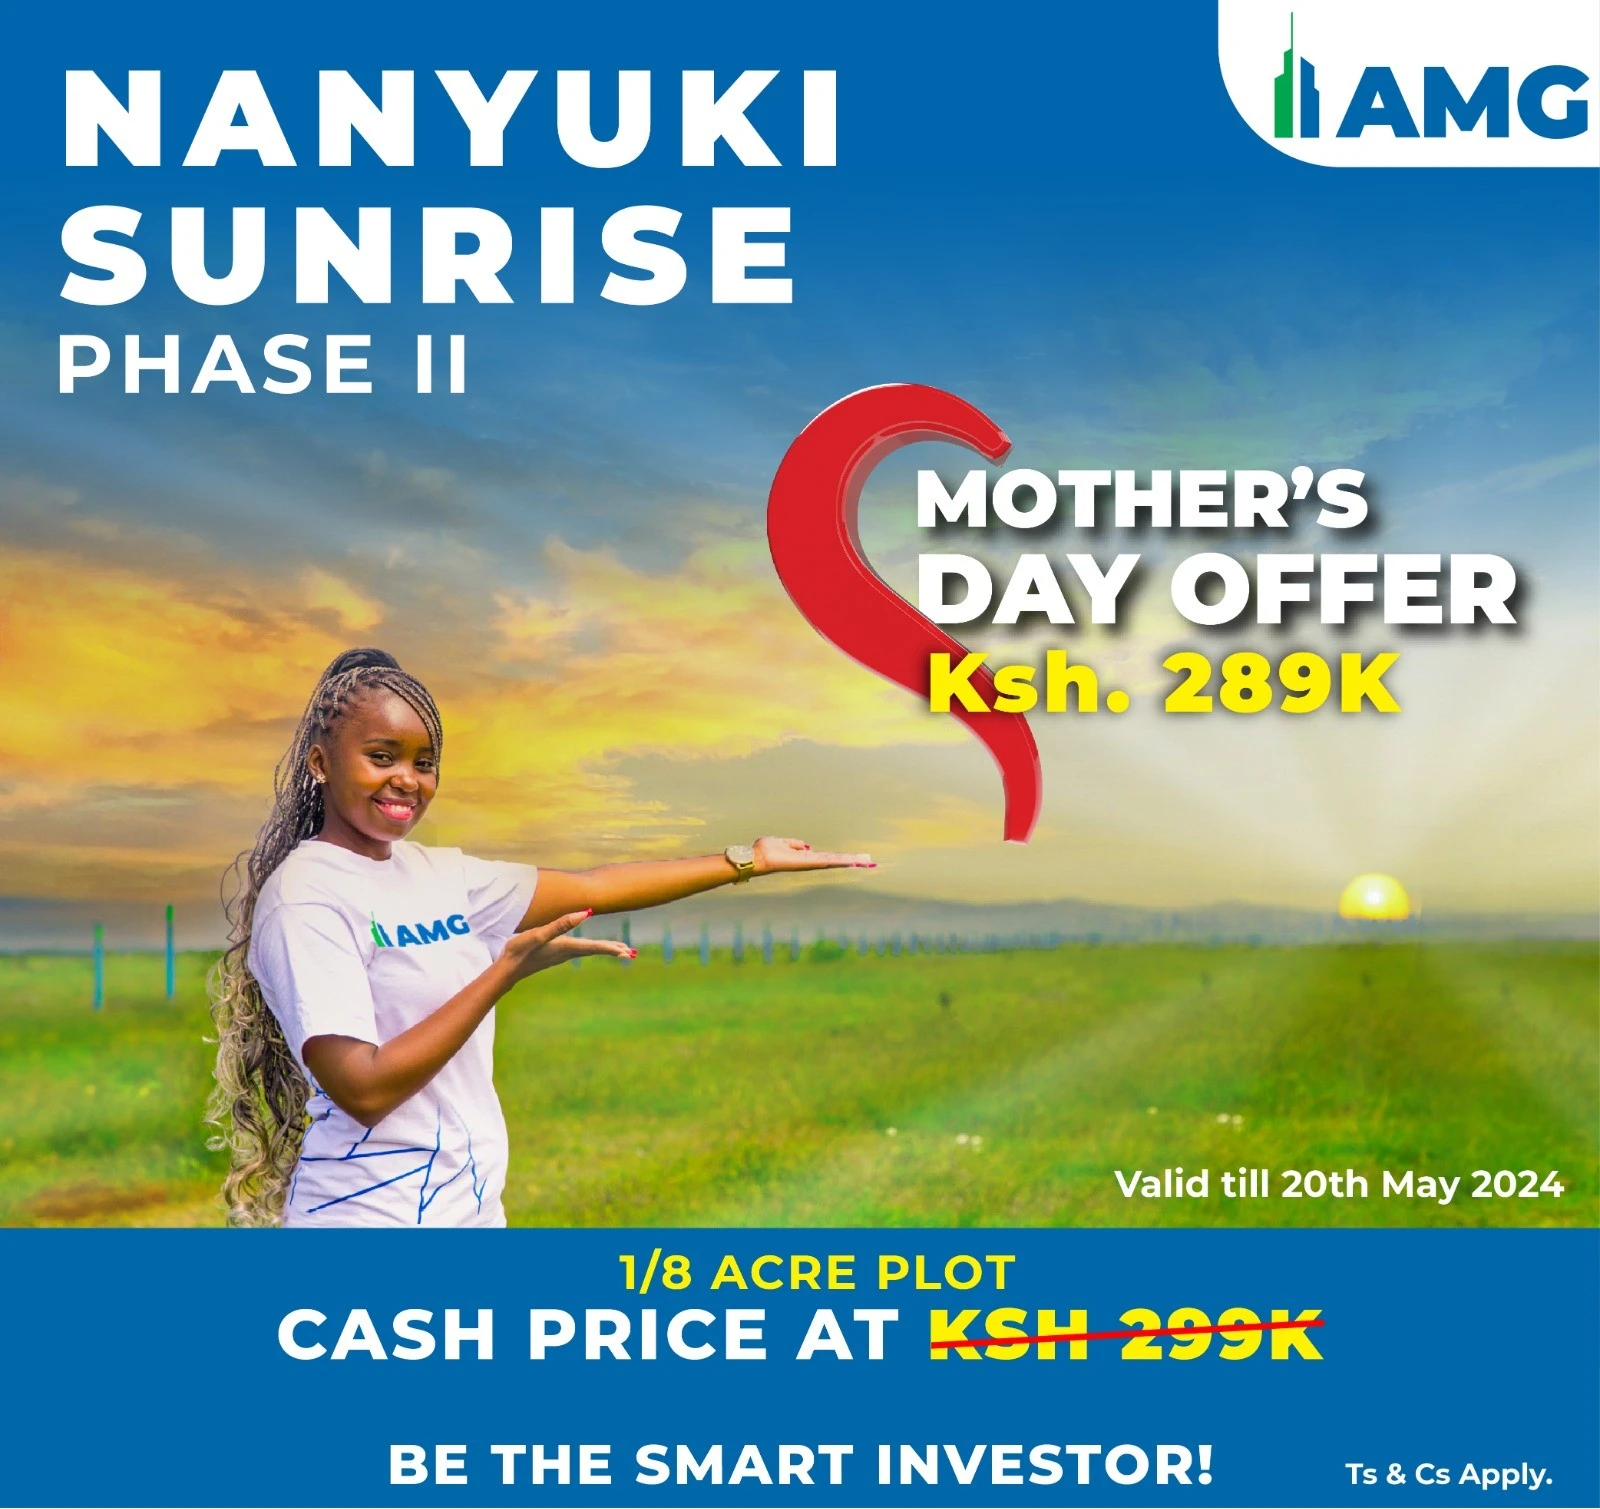 AMG
NANYUKI
SUNRISE
PHASE II
MOTHER'S
DAY OFFER
Ksh. 289K
AMG
Valid till 20th May 2024
1/8 ACRE PLOT
CASH PRICE AT KSH 299K
BE THE SMART INVESTOR!
Ts & Cs Apply.